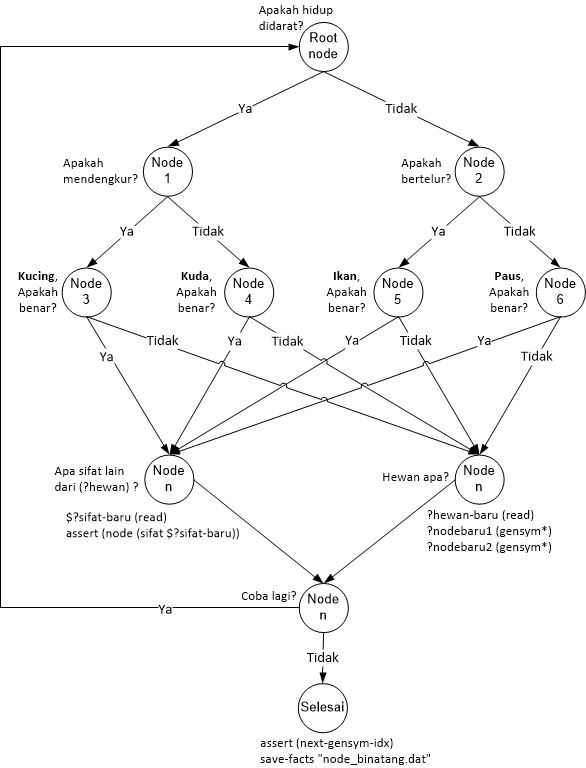 Apakah hidup
didarat?
Root
node
Ya
Tidak
Apakah
mendengkur?
Node
1
Apakah
bertelur?
Node
2
Ya
Tidak
Ya
Tidak
Kucing,
Apakah
benar?
Node
3
Kuda,
Apakah
benar?
Node
4
Ikan,
Apakah
benar?
Node
5
Paus,
Apakah
benar?
Node
6
Ya
Tidak
Ya
Tidak
Ya
Tidak
Ya
Tidak
Apa sifat lain
dari (?hewan) ?
Node
n
$?sifat-baru (read)
assert (node (sifat $?sifat-baru))
Hewan apa?
Node
n
?hewan-baru (read)
?nodebaru1 (gensym*)
?nodebaru2 (gensym*)
Coba lagi?
Node
n
Ya
Tidak
Selesai
assert (next-gensym-idx)
save-facts "node_binatang.dat"